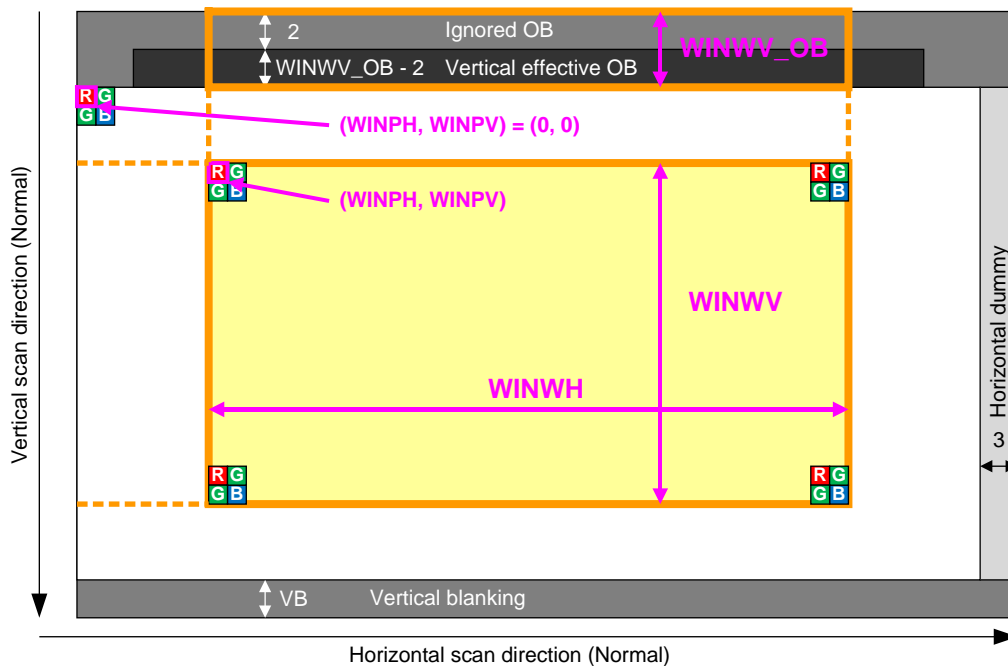 2 Ignored OB
WINWV_OB
WINWV_OB - 2 Vertical effective OB
R G
G B
(WINPH, WINPV) = (0, 0)
R G
G B
R G
G B
(WINPH, WINPV)
Vertical scan direction (Normal)
WINWV
WINWH
Horizontal dummy
3
R G
G B
R G
G B
VB Vertical blanking
Horizontal scan direction (Normal)